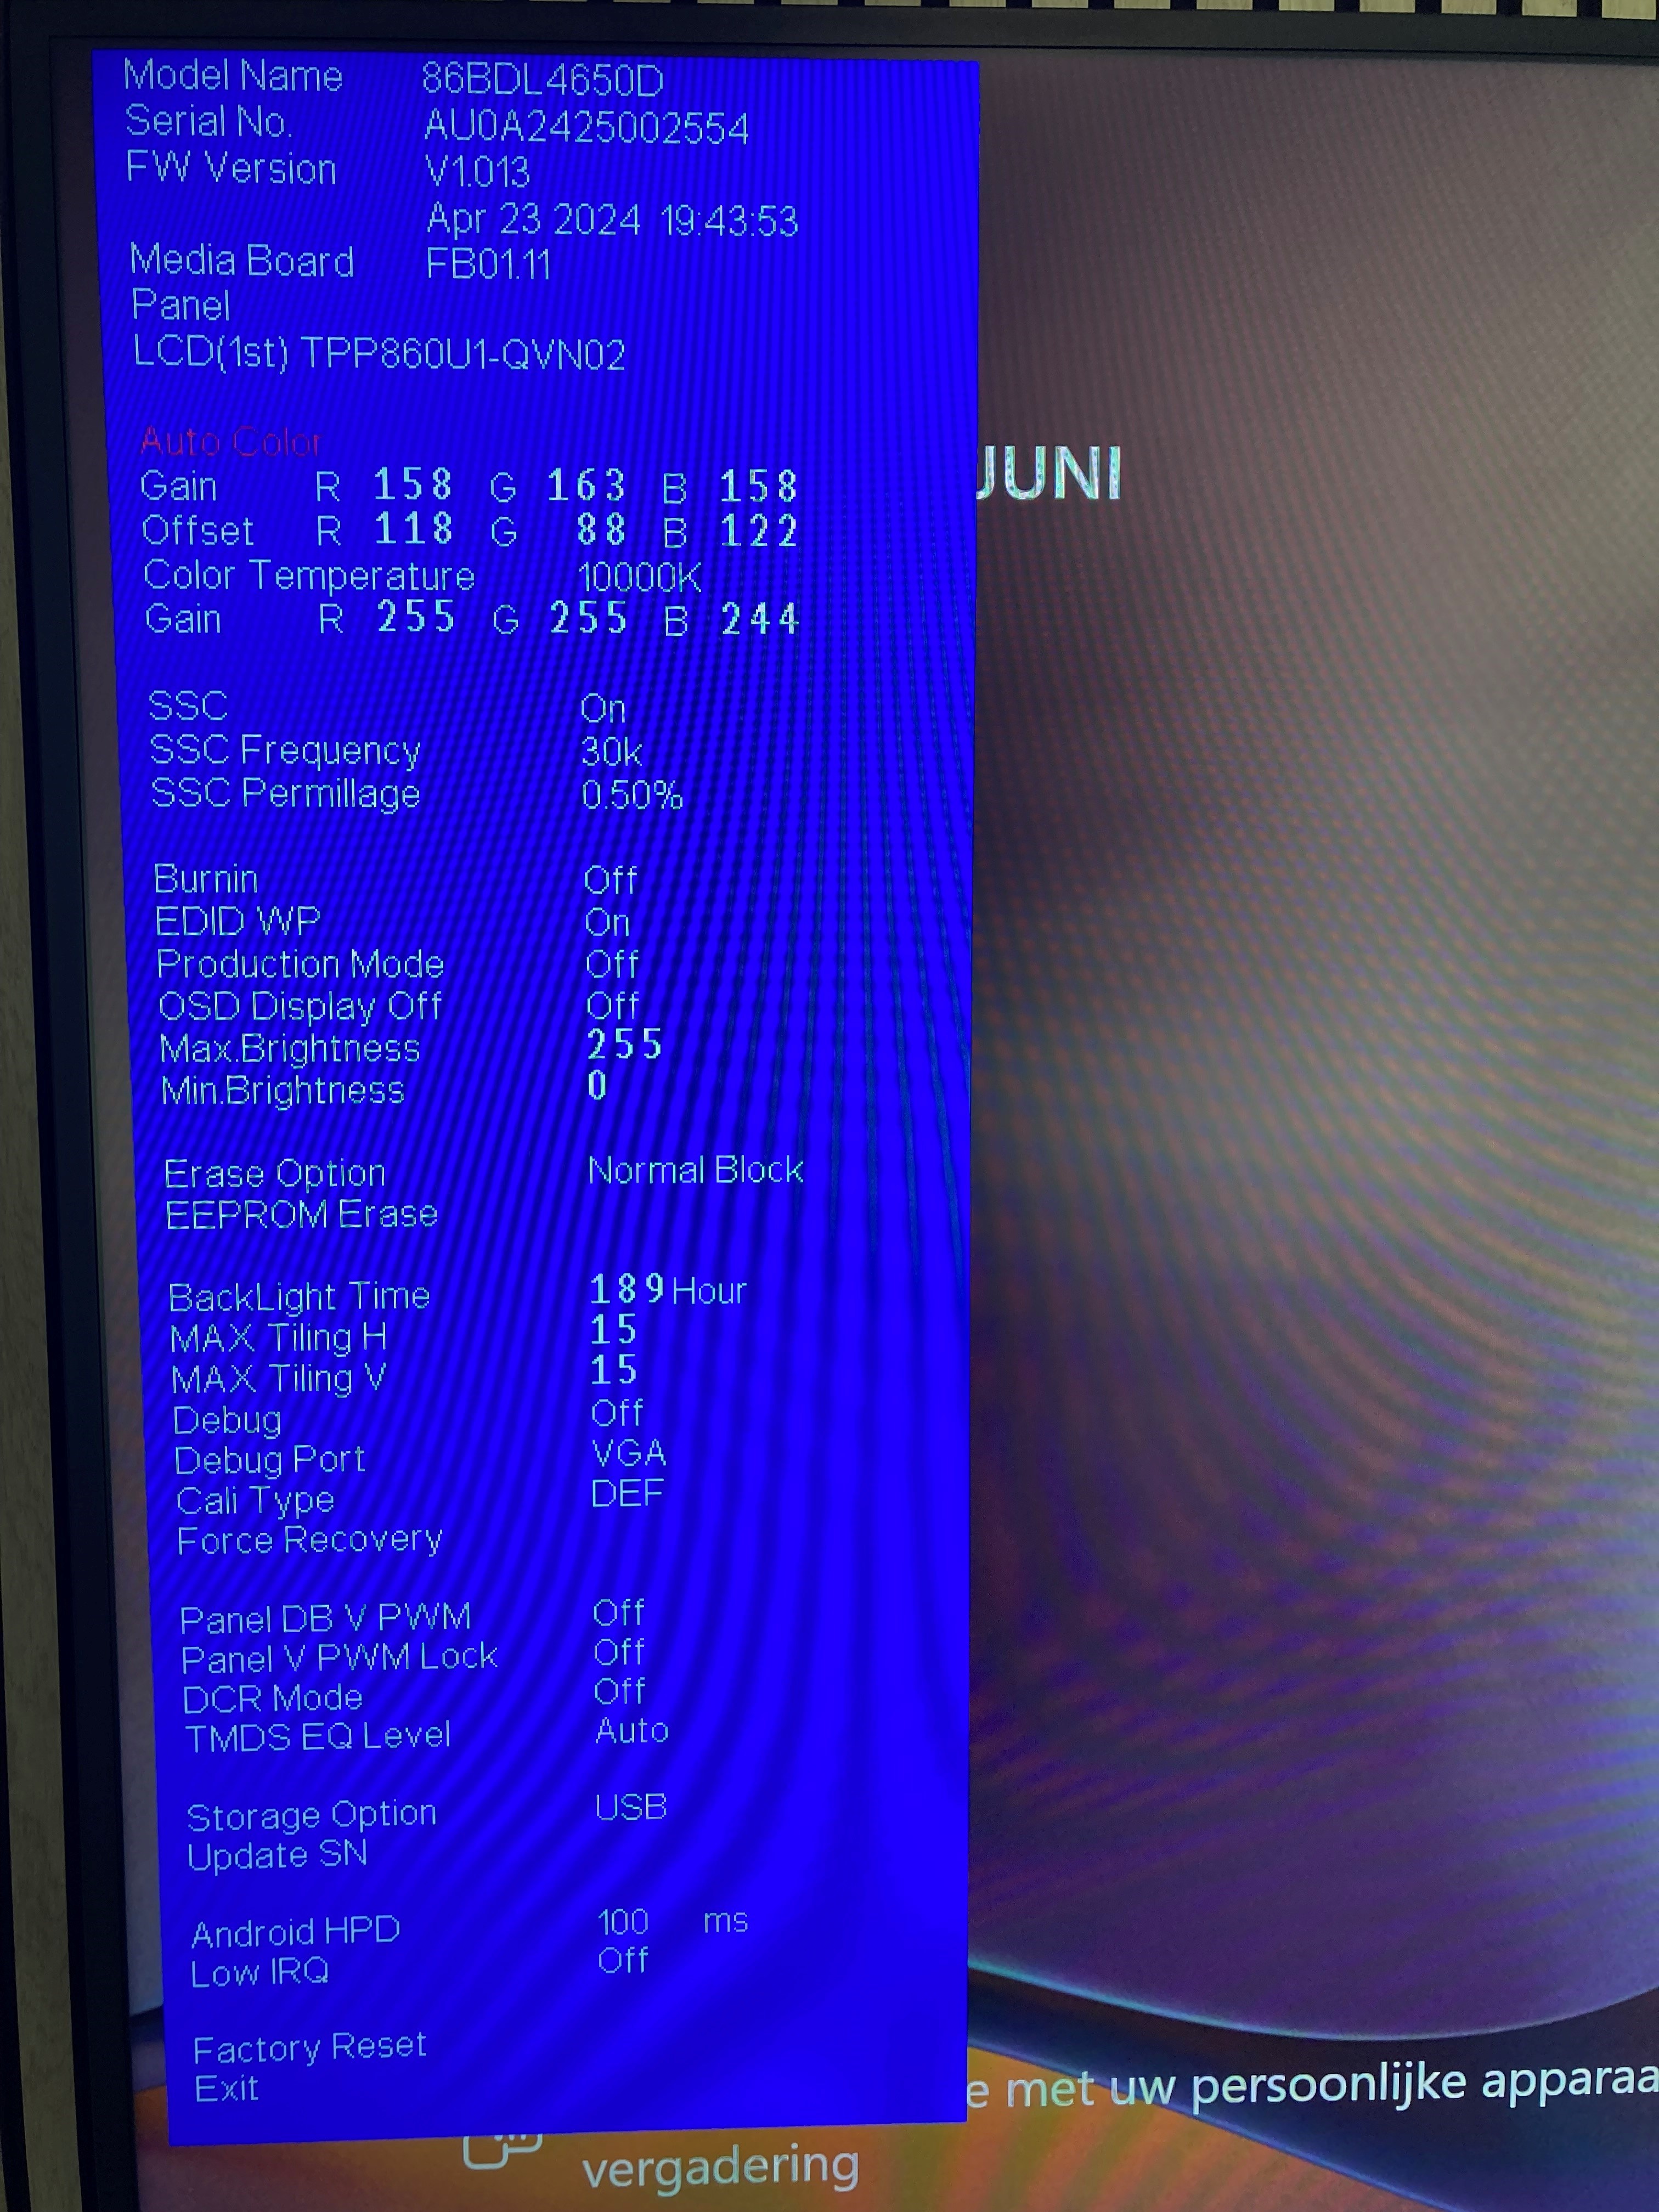 Model Name 86BDL4650D
Serial No. AU0A2425002554
FW Version V1.013
Apr 23 2024 19:43:53
Media Board FB01.11
Panel
LCD(1st) TPP860U1-QVN02
Auto Color
Gain R 158 G 163 B 158
Offset R 118 G 88 B 122
Color Temperature 10000K
Gain R 255 G 255 B 244
SSC On
SSC Frequency 30k
SSC Permillage 0.50%
Burnin Off
EDID WP On
Production Mode Off
OSD Display Off Off
Max.Brightness 255
Min.Brightness 0
Erase Option Normal Block
EEPROM Erase
BackLight Time 189 Hour
MAX Tiling H 15
MAX Tiling V 15
Debug Off
Debug Port VGA
Cali Type DEF
Force Recovery
Panel DB V PWM Off
Panel V PWM Lock Off
DCR Mode Off
TMDS EQ Level Auto
Storage Option USB
Update SN
Android HPD 100 ms
Low IRQ Off
Factory Reset
Exit
JUNI
e met uw persoonlijke apparaa
vergadering